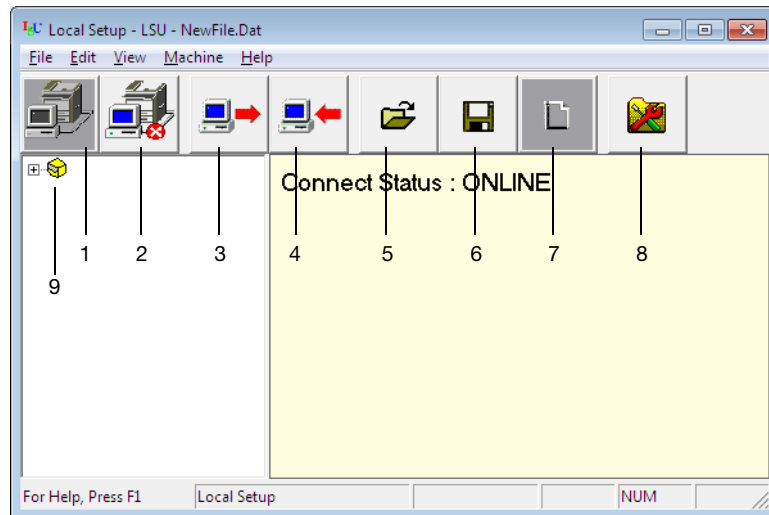 LSU Local Setup - LSU - NewFile.Dat
File Edit View Machine Help
Connect Status : ONLINE
1 2 3 4 5 6 7 8
9
For Help, Press F1 Local Setup NUM